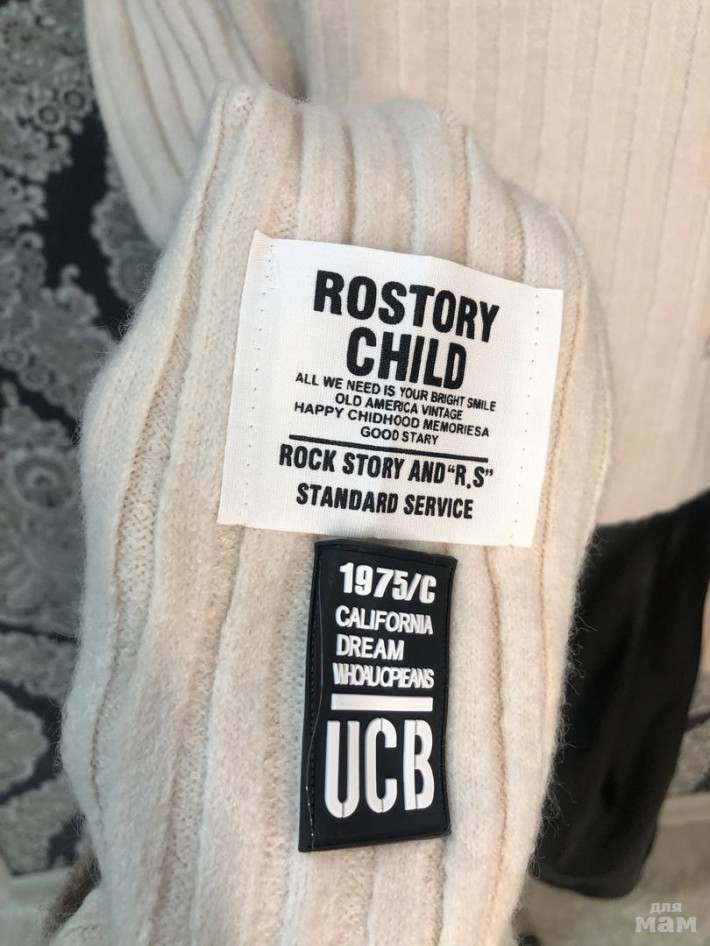 ROSTORY
CHILD
ALL WE NEED IS YOUR BRIGHT SMILE
OLD AMERICA VINTAGE
HAPPY CHIDHOOD MEMORIESA
GOOD STARY
ROCK STORY AND "R,S"
STANDARD SERVICE
1975/C
CALIFORNIA
DREAM
UCB
для
мам